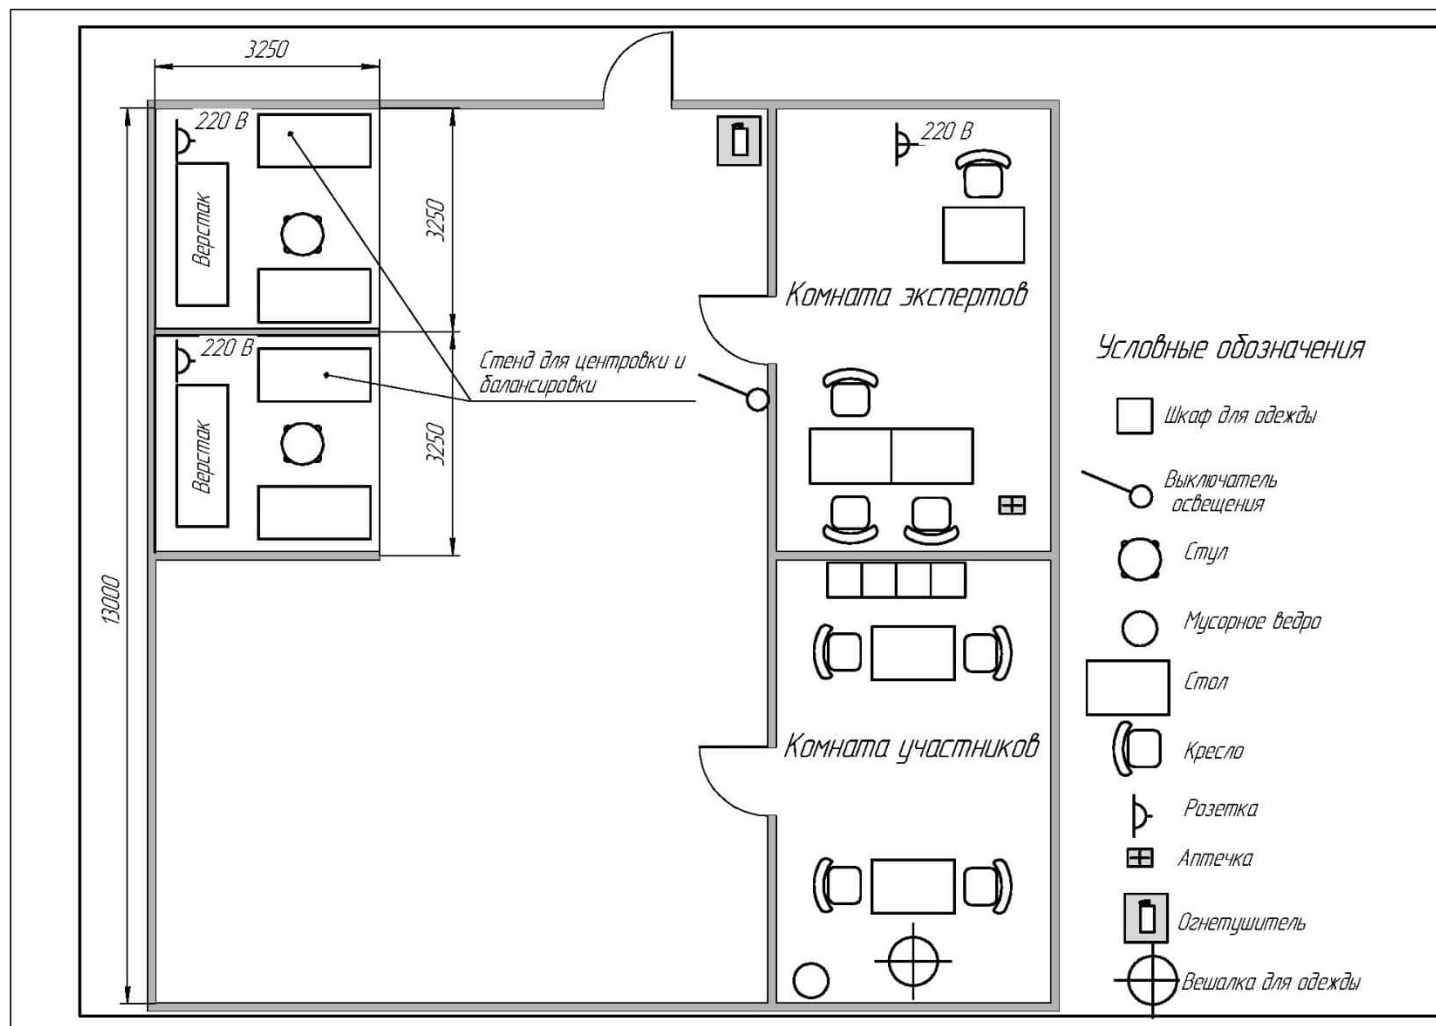 3250
220 В
220 В
Верстак
3250
Комната экспертов
220 В
Стенд для центровки и
балансировки
Верстак
3250
13000
Комната участников
Условные обозначения
Шкаф для одежды
Выключатель
освещения
Стул
Мусорное ведро
Стол
Кресло
Розетка
Аптечка
Огнетушитель
Вешалка для одежды